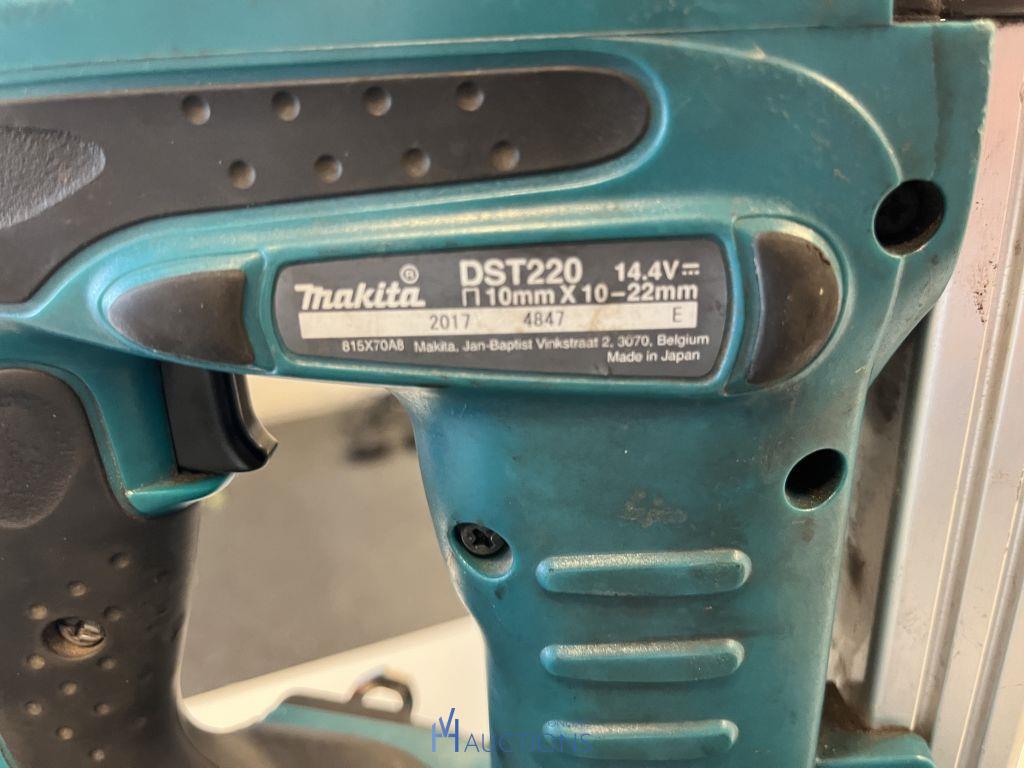 Makita® DST220 14.4V
10mm X 10-22mm
2017 4847 E
815X70A8 Makita, Jan-Baptist Vinkstraat 2, 3070, Belgium
Made in Japan
AUCTIONS